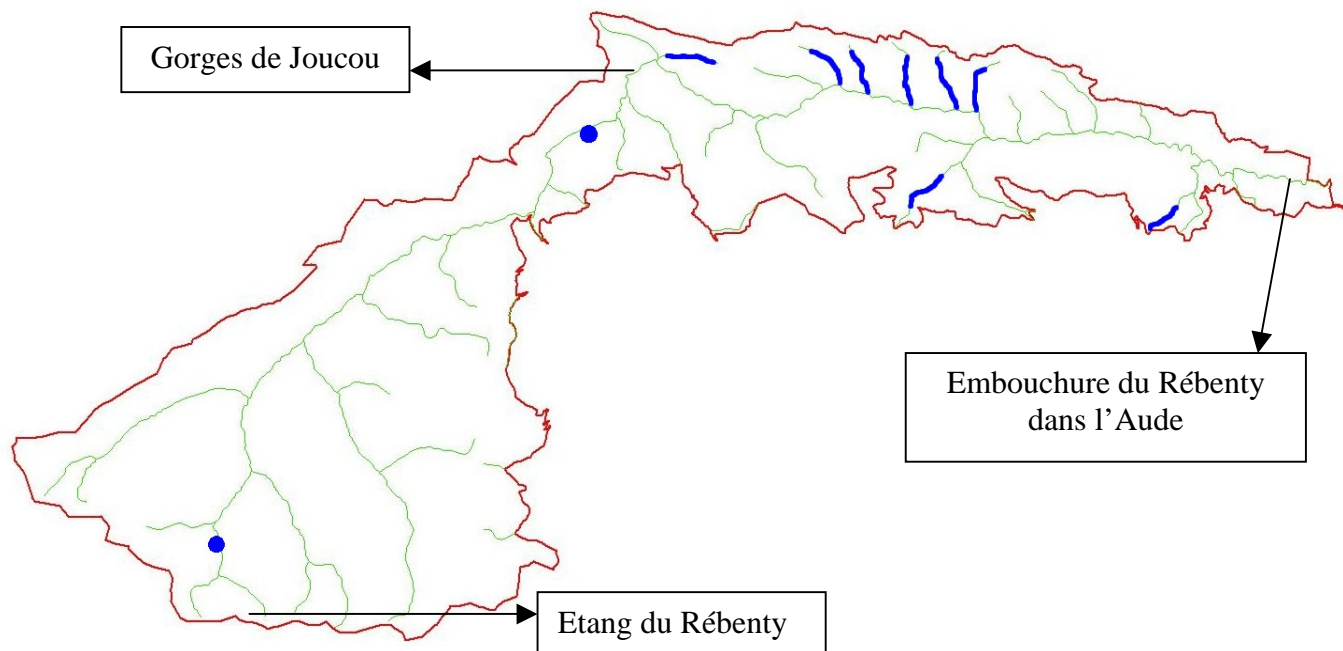 Gorges de Joucou
Embouchure du Rébenty
dans l’Aude
Etang du Rébenty